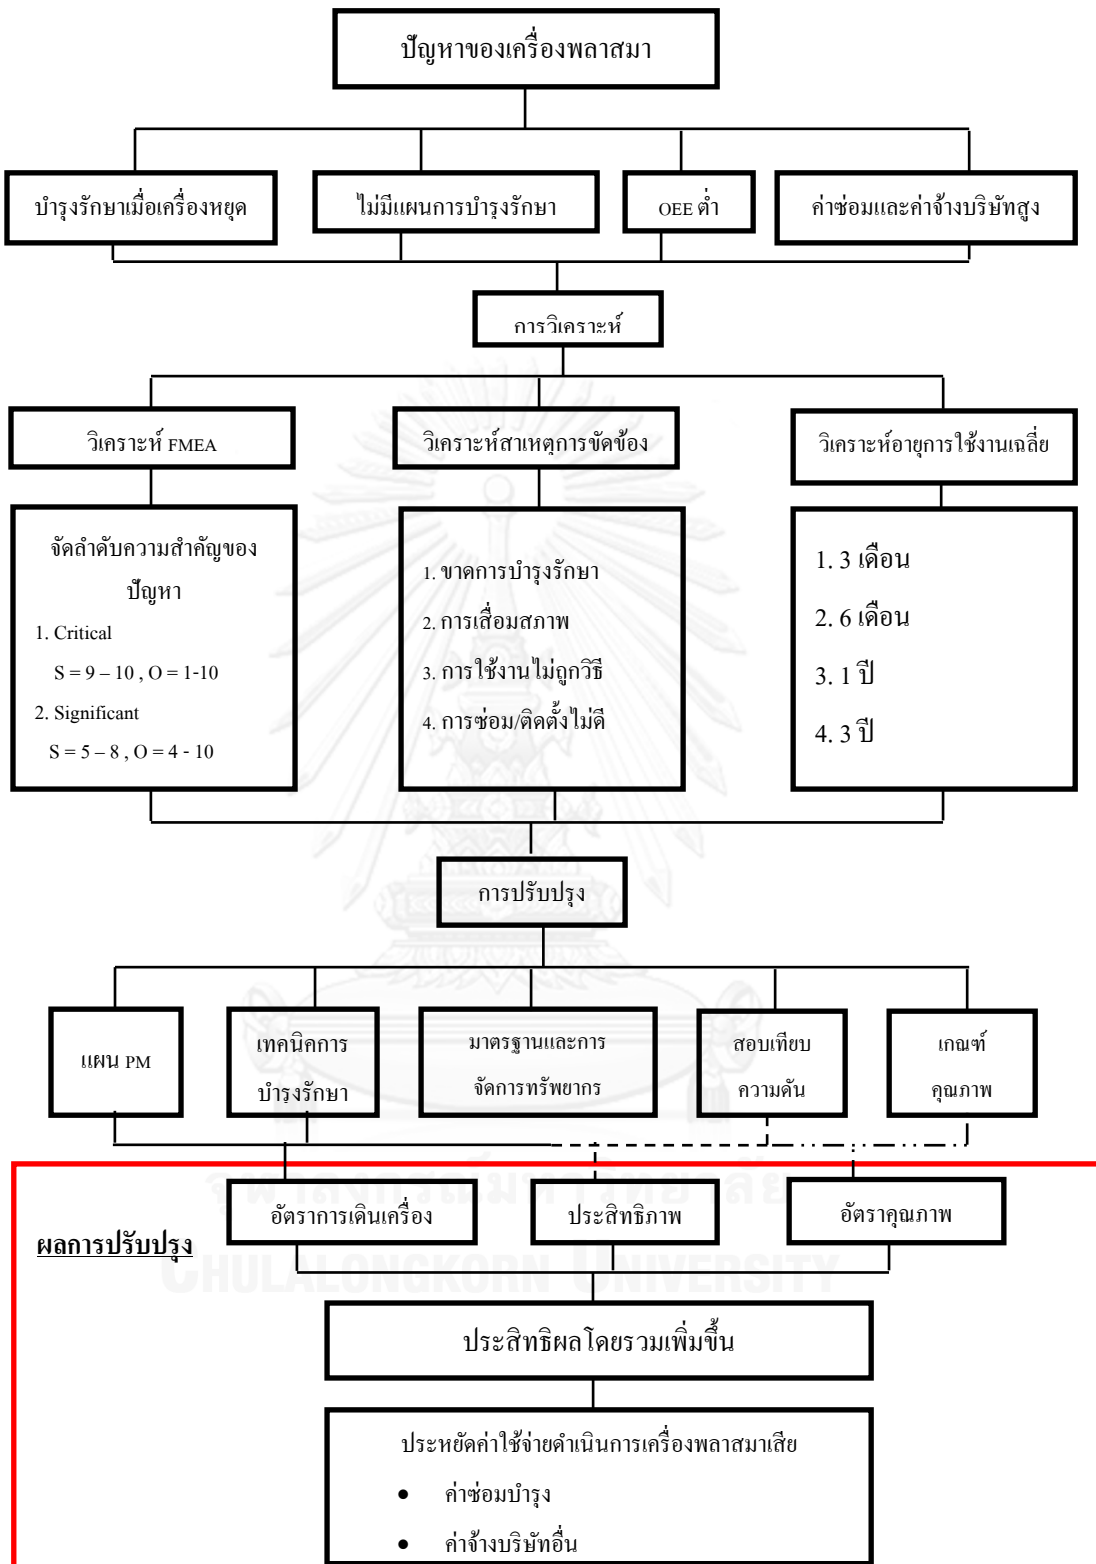 ปัญหาของเครื่องพลาสมา
บำรุงรักษาเมื่อเครื่องหยุด
ไม่มีแผนการบำรุงรักษา
OEE ต่ำ
ค่าซ่อมและค่าจ้างบริษัทสูง
การวิเคราะห์
วิเคราะห์ FMEA
วิเคราะห์สาเหตุการขัดข้อง
วิเคราะห์อายุการใช้งานเฉลี่ย
จัดลำดับความสำคัญของ
ปัญหา
1. Critical
S = 9 – 10 , O = 1-10
2. Significant
S = 5 – 8 , O = 4 - 10
1. ขาดการบำรุงรักษา
2. การเสื่อมสภาพ
3. การใช้งานไม่ถูกวิธี
4. การซ่อม/ติดตั้งไม่ดี
1. 3 เดือน
2. 6 เดือน
3. 1 ปี
4. 3 ปี
การปรับปรุง
แผน PM
เทคนิคการ
บำรุงรักษา
มาตรฐานและการ
จัดการทรัพยากร
สอบเทียบ
ความดัน
เกณฑ์
คุณภาพ
จุฬาลงกรณ์มหาวิทยาลัย
CHULALONGKORN UNIVERSITY
ผลการปรับปรุง
อัตราการเดินเครื่อง
ประสิทธิภาพ
อัตราคุณภาพ
ประสิทธิผลโดยรวมเพิ่มขึ้น
ประหยัดค่าใช้จ่ายดำเนินการเครื่องพลาสมาเสีย
• ค่าซ่อมบำรุง
• ค่าจ้างบริษัทอื่น